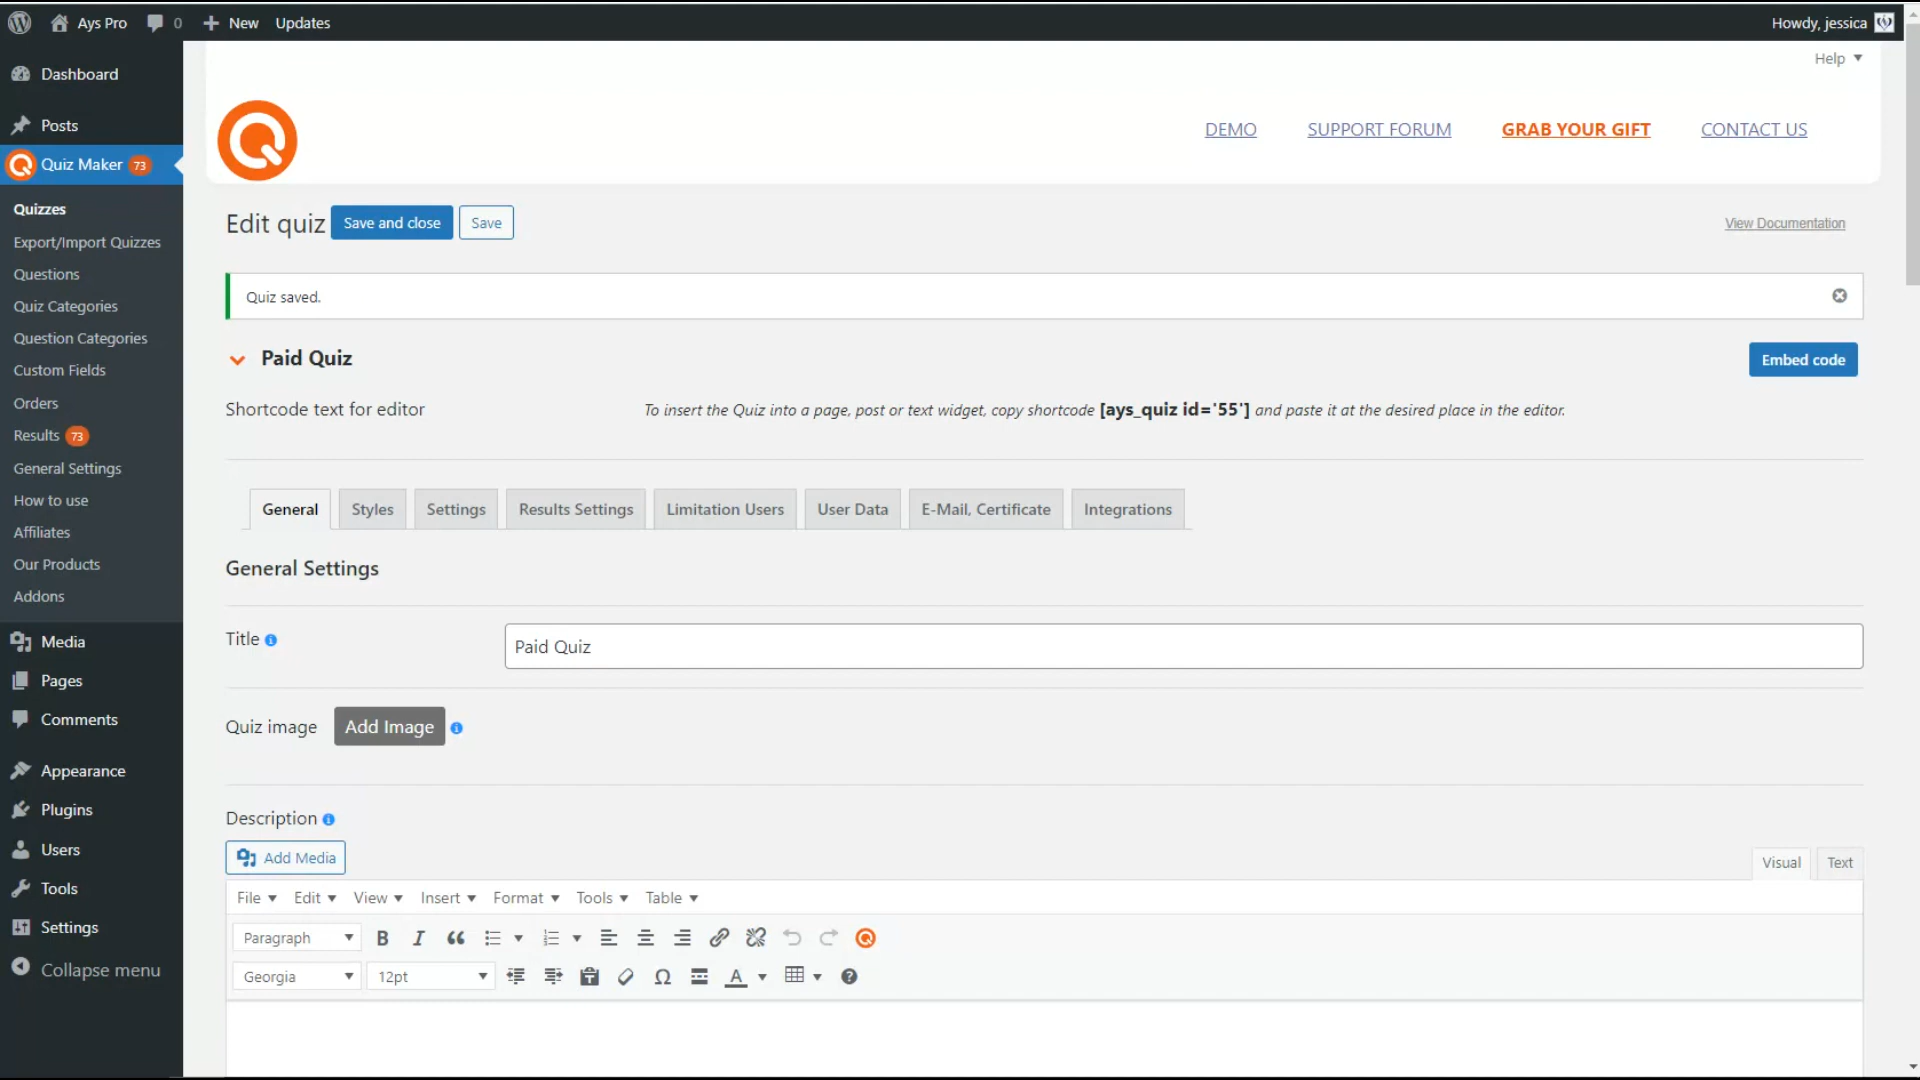 Ays Pro
0
New
Updates
Howdy, jessica
Help
Dashboard
Posts
Quiz Maker 73
Quizzes
Export/Import Quizzes
Questions
Quiz Categories
Question Categories
Custom Fields
Orders
Results 73
General Settings
How to use
Affiliates
Our Products
Addons
Media
Pages
Comments
Appearance
Plugins
Users
Tools
Settings
Collapse menu
DEMO
SUPPORT FORUM
GRAB YOUR GIFT
CONTACT US
Edit quiz
Save and close
Save
View Documentation
Quiz saved.
Paid Quiz
Embed code
Shortcode text for editor
To insert the Quiz into a page, post or text widget, copy shortcode [ays_quiz id='55'] and paste it at the desired place in the editor.
General
Styles
Settings
Results Settings
Limitation Users
User Data
E-Mail, Certificate
Integrations
General Settings
Title
Paid Quiz
Quiz image
Add Image
Description
Add Media
Visual
Text
File
Edit
View
Insert
Format
Tools
Table
Paragraph
Georgia
12pt